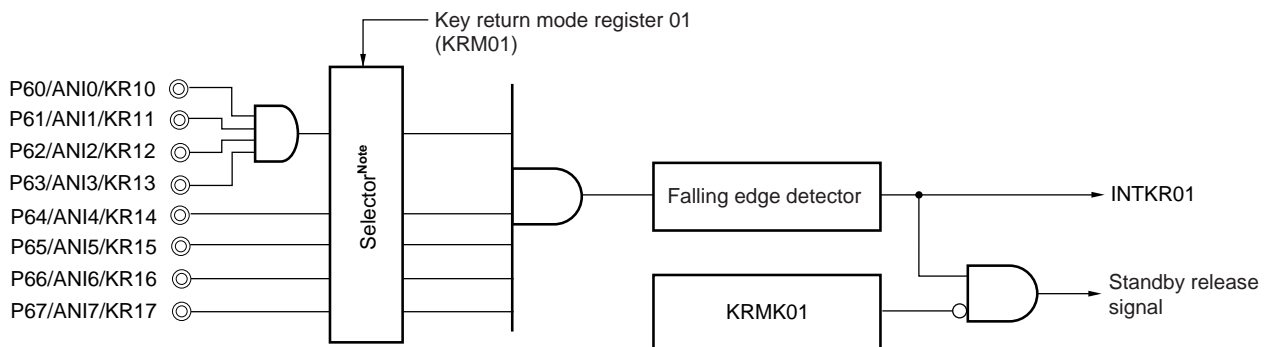 Key return mode register 01
(KRM01)
P60/ANI0/KR10
P61/ANI1/KR11
P62/ANI2/KR12
P63/ANI3/KR13
P64/ANI4/KR14
P65/ANI5/KR15
P66/ANI6/KR16
P67/ANI7/KR17
SelectorNote
Falling edge detector
INTKR01
KRMK01
Standby release
signal